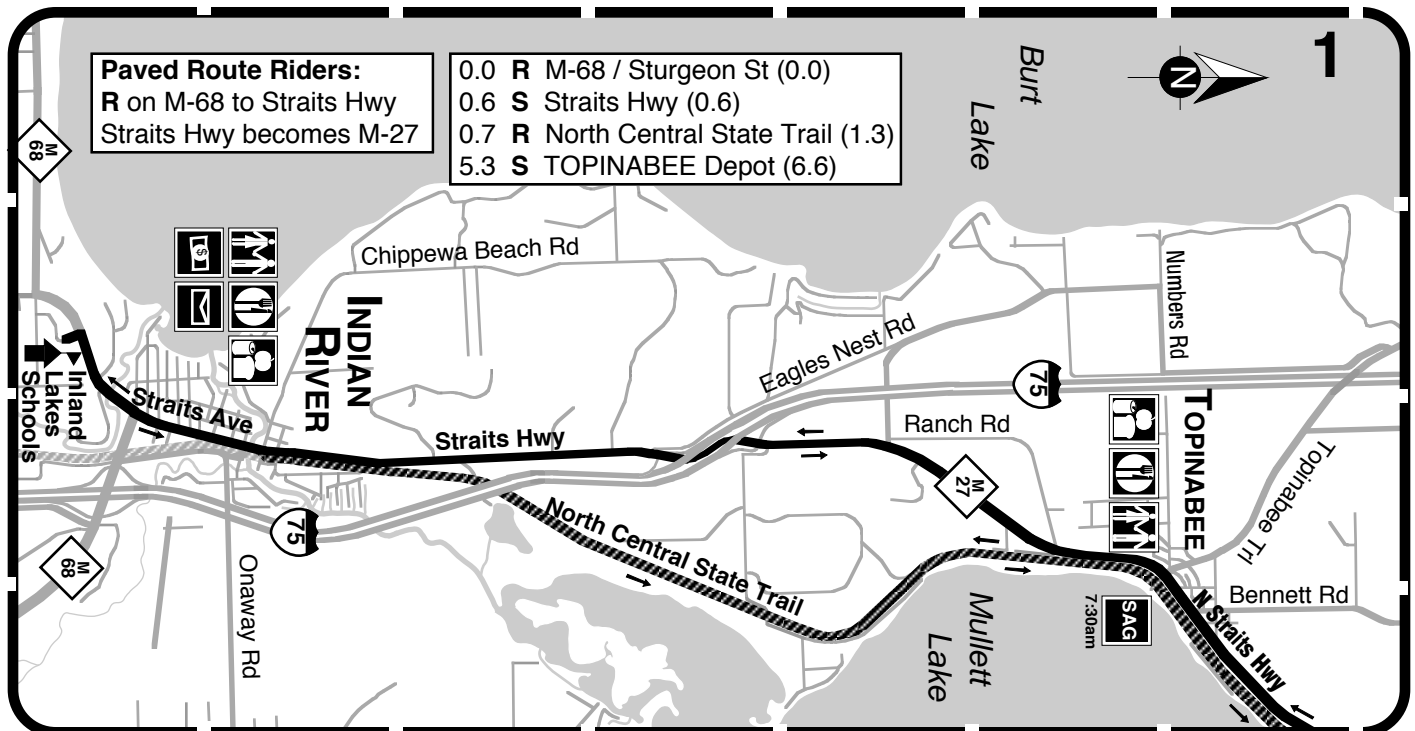 1
Paved Route Riders:
R on M-68 to Straits Hwy
Straits Hwy becomes M-27
0.0 R M-68 / Sturgeon St (0.0)
0.6 S Straits Hwy (0.6)
0.7 R North Central State Trail (1.3)
5.3 S TOPINABEE Depot (6.6)
Burt
Lake
N
M
68
Chippewa Beach Rd
Numbers Rd
$
INDIAN
RIVER
Eagles Nest Rd
75
Inland
Lakes
Schools
Straits Ave
Straits Hwy
Ranch Rd
TOPINABEE
Topinabee Trl
M
27
North Central State Trail
75
M
68
Onaway Rd
Mullett
Lake
SAG
7:30am
Bennett Rd
N Straits Hwy